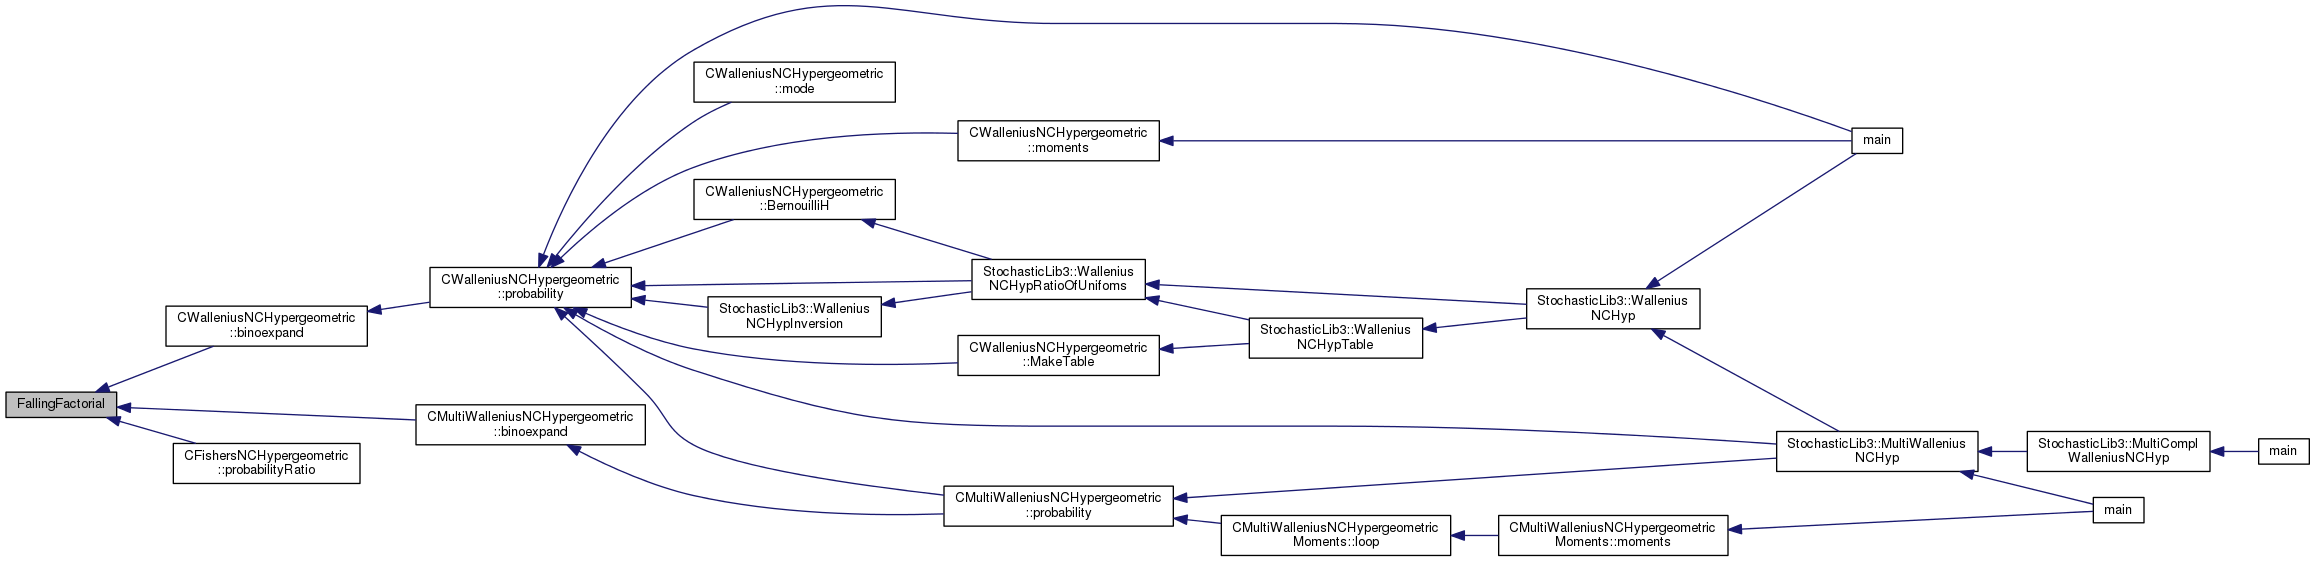 CWalleniusNCHypergeometric
::mode
CWalleniusNCHypergeometric
::moments
main
CWalleniusNCHypergeometric
::BernouilliH
CWalleniusNCHypergeometric
::probability
StochasticLib3::Wallenius
NCHypRatioOfUnifoms
StochasticLib3::Wallenius
NCHypInversion
StochasticLib3::Wallenius
NCHyp
CWalleniusNCHypergeometric
::binoexpand
StochasticLib3::Wallenius
NCHypTable
CWalleniusNCHypergeometric
::MakeTable
FallingFactorial
CMultiWalleniusNCHypergeometric
::binoexpand
CFishersNCHypergeometric
::probabilityRatio
StochasticLib3::MultiWallenius
NCHyp
StochasticLib3::MultiCompl
WalleniusNCHyp
main
CMultiWalleniusNCHypergeometric
::probability
main
CMultiWalleniusNCHypergeometric
Moments::loop
CMultiWalleniusNCHypergeometric
Moments::moments